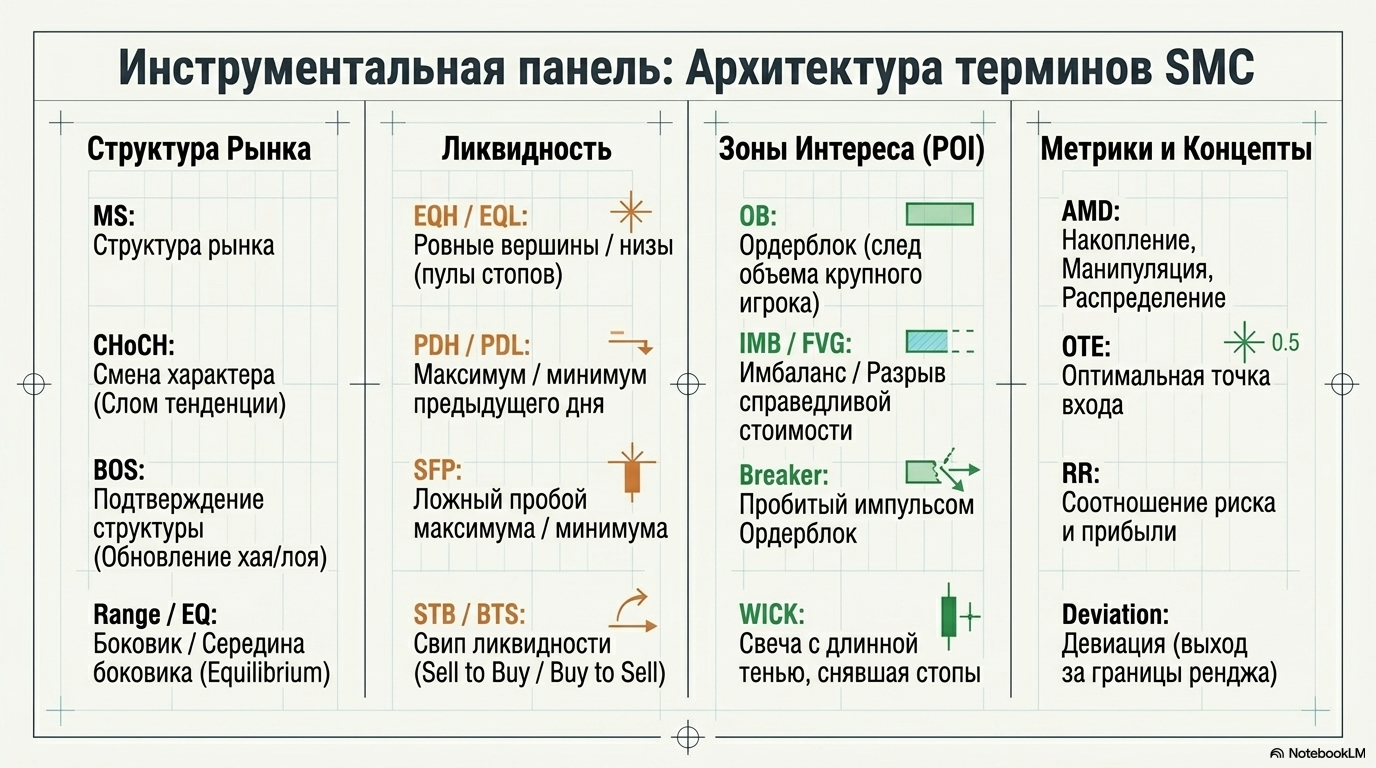 Инструментальная панель: Архитектура терминов SMC
Структура Рынка
MS:
Структура рынка
CHoCH:
Смена характера
(Слом тенденции)
BOS:
Подтверждение
структуры
(Обновление хая/лоя)
Range / EQ:
Боковик / Середина
боковика (Equilibrium)
Ликвидность
EQH / EQL:
Ровные вершины / низы
(пулы стопов)
PDH / PDL:
Максимум / минимум
предыдущего дня
SFP:
Ложный пробой
максимума / минимума
STB / BTS:
Свип ликвидности
(Sell to Buy / Buy to Sell)
Зоны Интереса (POI)
OB:
Ордерблок (след
объема крупного
игрока)
IMB / FVG:
Имбаланс / Разрыв
справедливой
стоимости
Breaker:
Пробитый импульсом
Ордерблок
WICK:
Свеча с длинной
тенью, снявшая стопы
Метрики и Концепты
AMD:
Накопление,
Манипуляция,
Распределение
OTE:
0.5
Оптимальная точка
входа
RR:
Соотношение риска
и прибыли
Deviation:
Девиация (выход
за границы ренджа)
NotebookLM